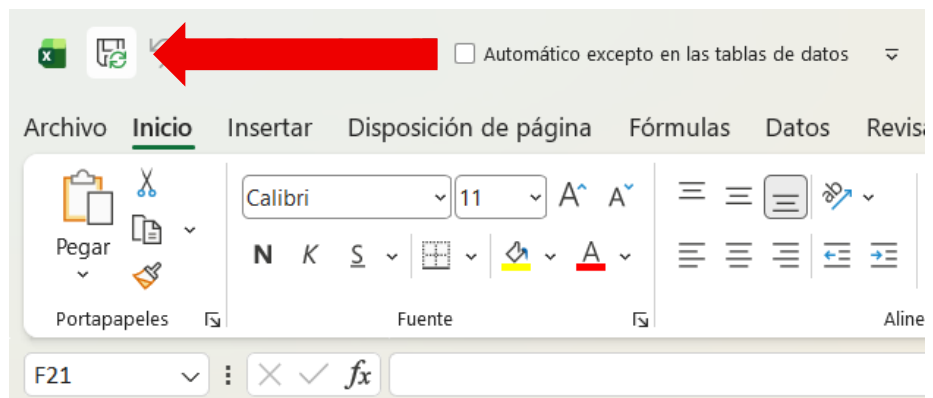 Automático excepto en las tablas de datos
Archivo Inicio Insertar Disposición de página Fórmulas Datos Revisa
Calibri 11 A A
Pegar
N K S A
Portapapeles Fuente Aline
F21 fx